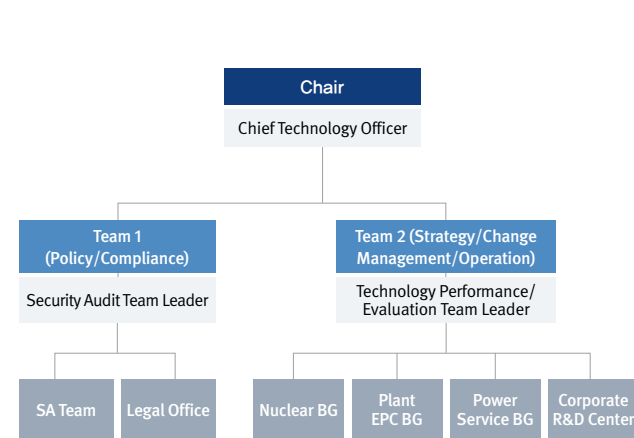 Chair
Chief Technology Officer
Team 1
(Policy/Compliance)
Security Audit Team Leader
Team 2 (Strategy/Change
Management/Operation)
Technology Performance/
Evaluation Team Leader
SA Team
Legal Office
Nuclear BG
Plant
EPC BG
Power
Service BG
Corporate
R&D Center